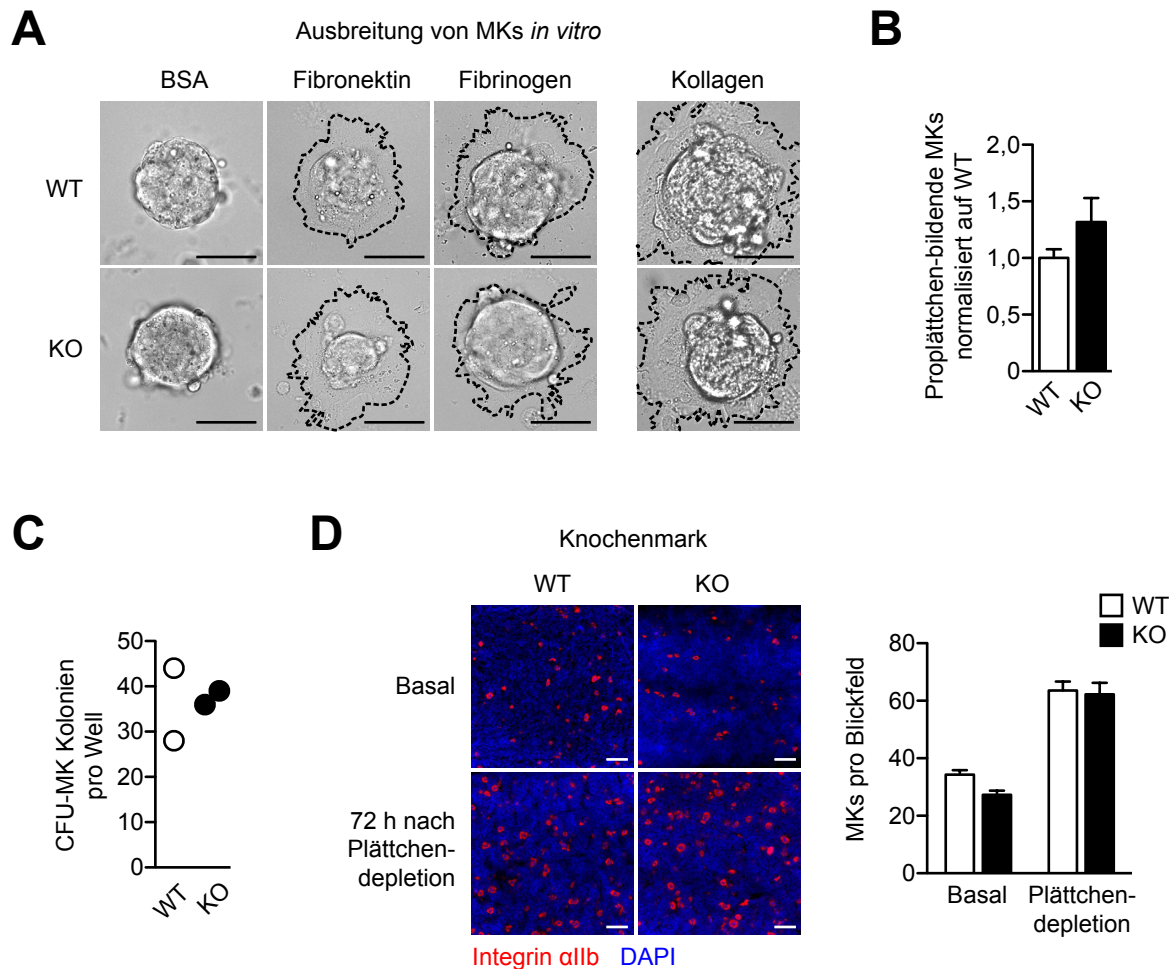 A
Ausbreitung von MKs in vitro
BSA
Fibronektin
Fibrinogen
Kollagen
WT
KO
B
Proplättchen-bildende MKs
normalisiert auf WT
2,0
1,5
1,0
0,5
0
WT
KO
C
CFU-MK Kolonien
pro Well
50
40
30
20
10
0
WT
KO
D
Knochenmark
WT
KO
Basal
72 h nach
Plättchen-
depletion
Integrin αIIb
DAPI
WT
KO
MKs pro Blickfeld
80
60
40
20
0
Basal
Plättchen-
depletion